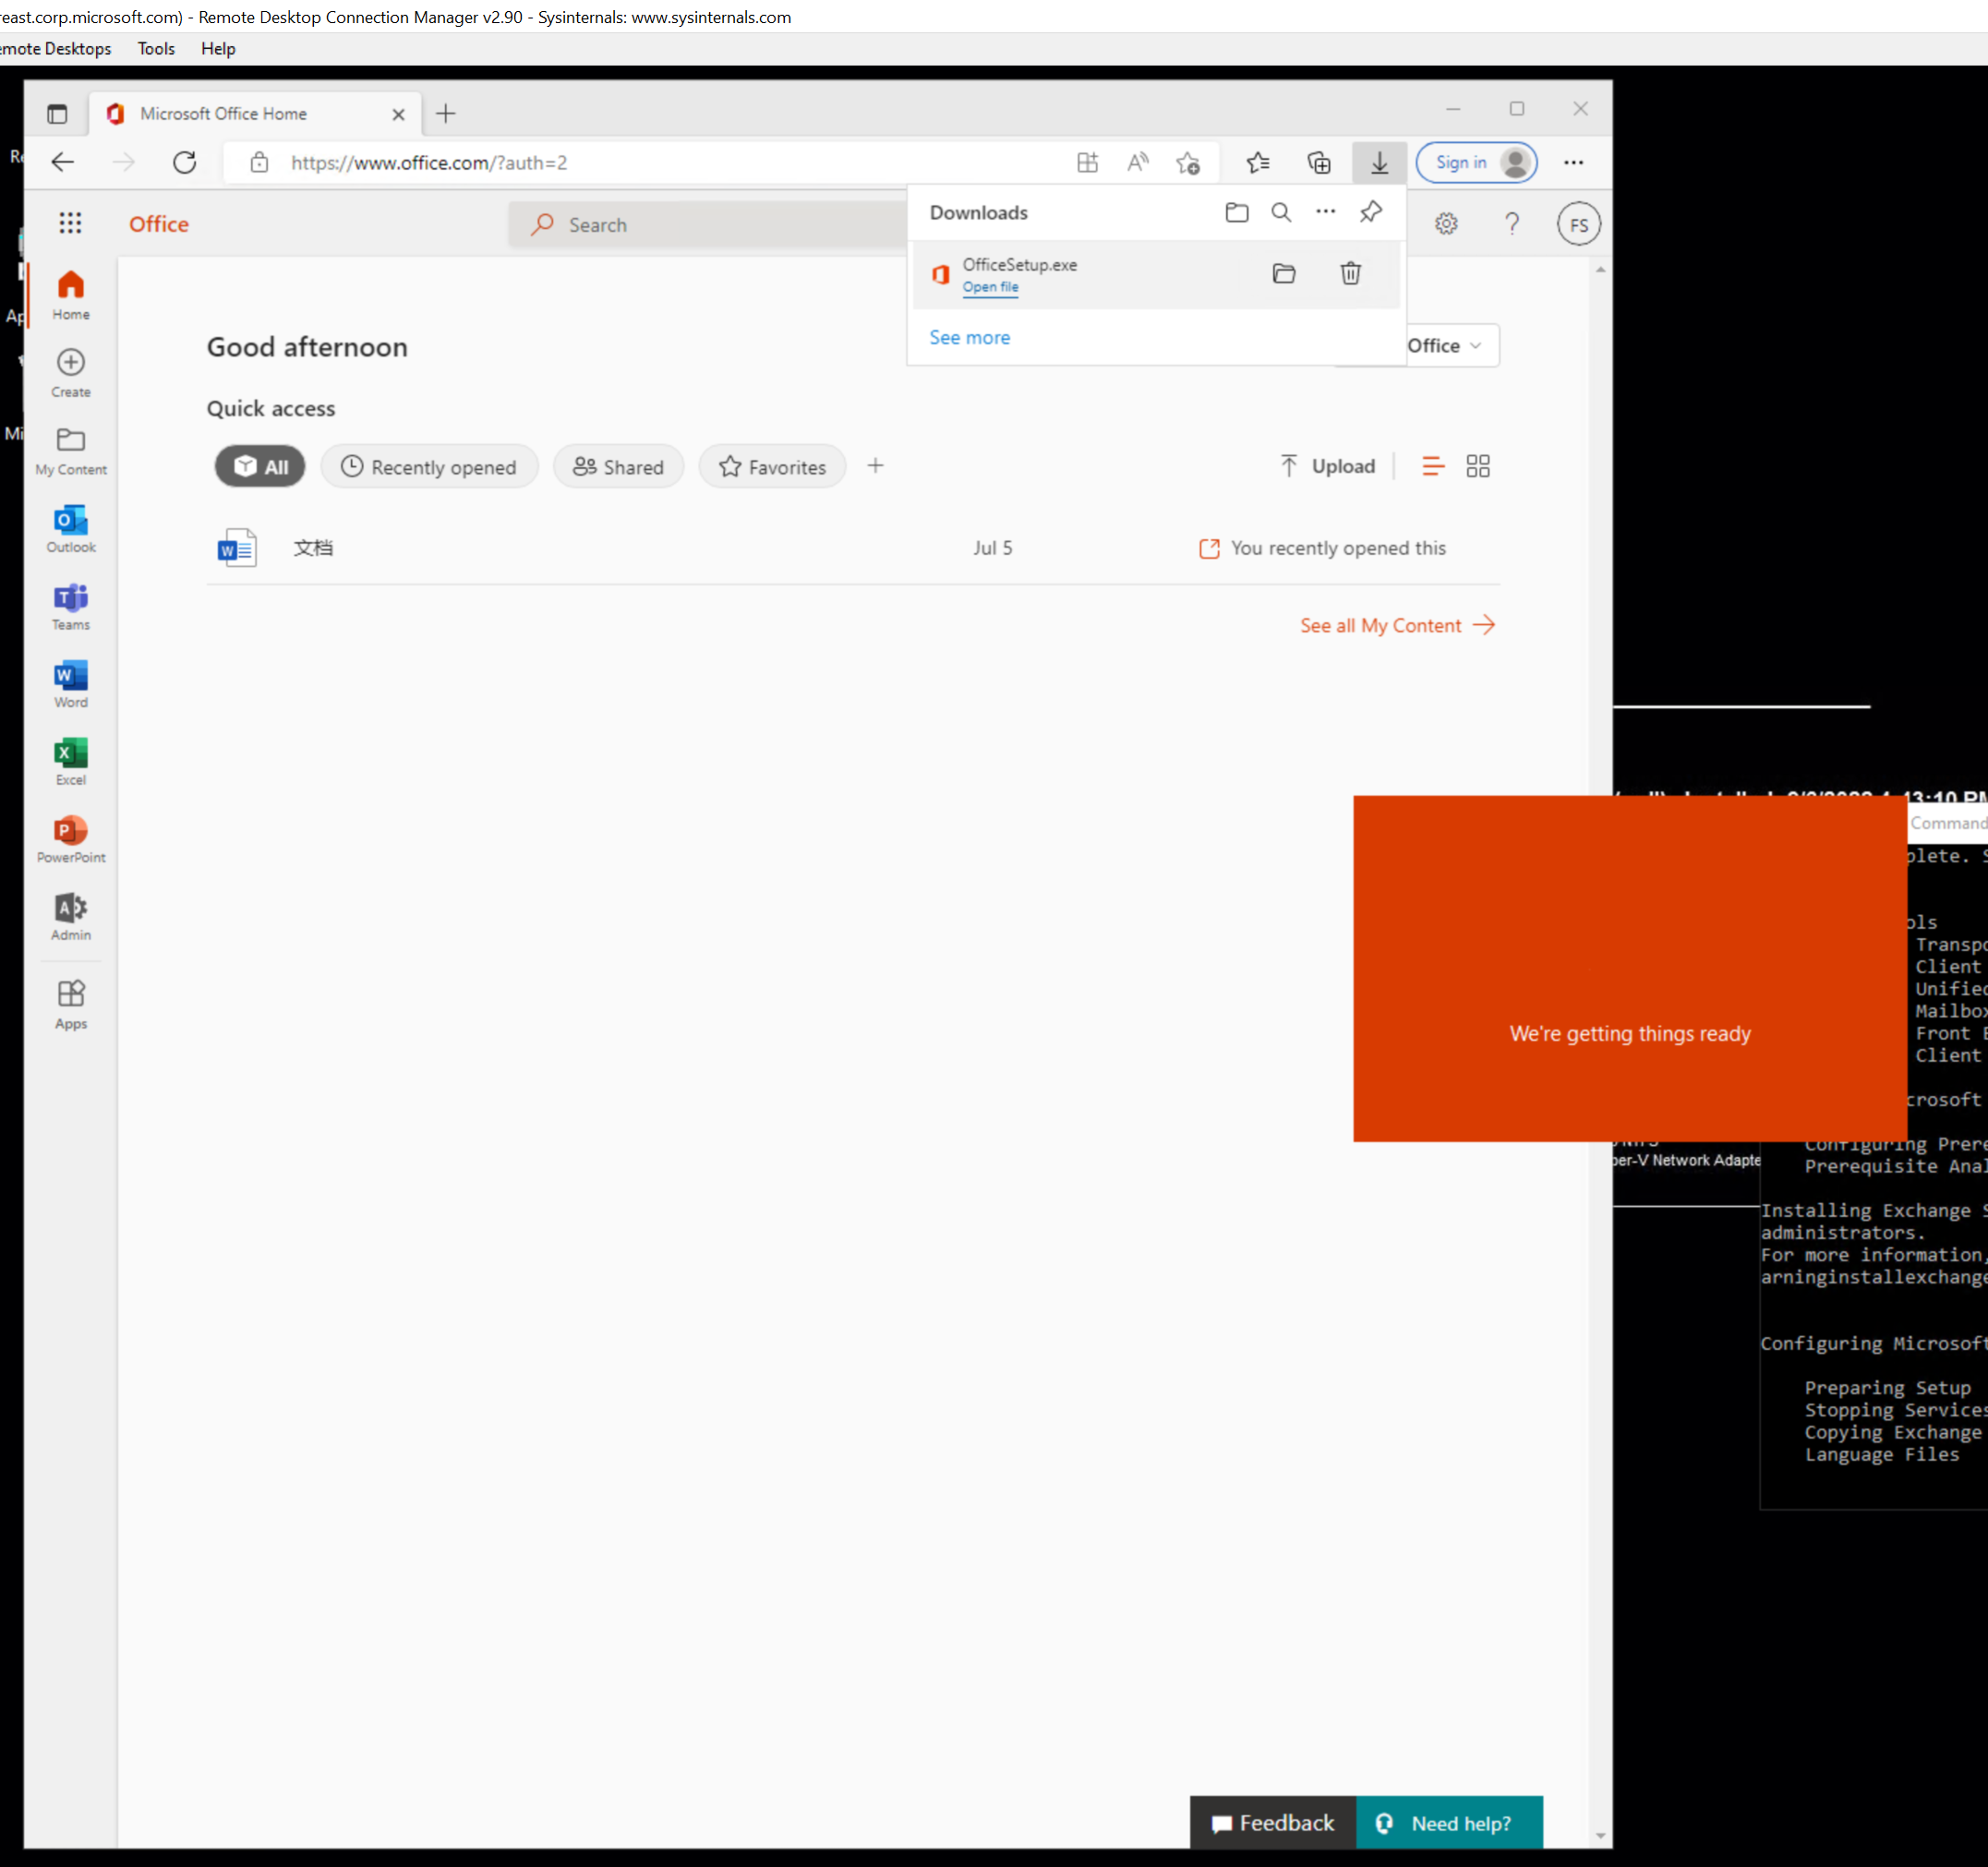 reast.corp.microsoft.com) - Remote Desktop Connection Manager v2.90 - Sysinternals: www.sysinternals.com
emote Desktops Tools Help
Microsoft Office Home
https://www.office.com/?auth=2
Sign in
Office
Search
FS
Downloads
OfficeSetup.exe
Open file
See more
Home
Create
My Content
Outlook
Teams
Word
Excel
PowerPoint
Admin
Apps
Good afternoon
Office
Quick access
All Recently opened Shared Favorites
Upload
文档 Jul 5 You recently opened this
See all My Content
We're getting things ready
Command
plete. S
ols
Transpo
Client
Unified
Mailbox
Front E
Client
crosoft
Configuring Prere
Prerequisite Anal
per-V Network Adapte
Installing Exchange S
administrators.
For more information,
arninginstallexchange
Configuring Microsoft
Preparing Setup
Stopping Services
Copying Exchange
Language Files
Feedback
Need help?